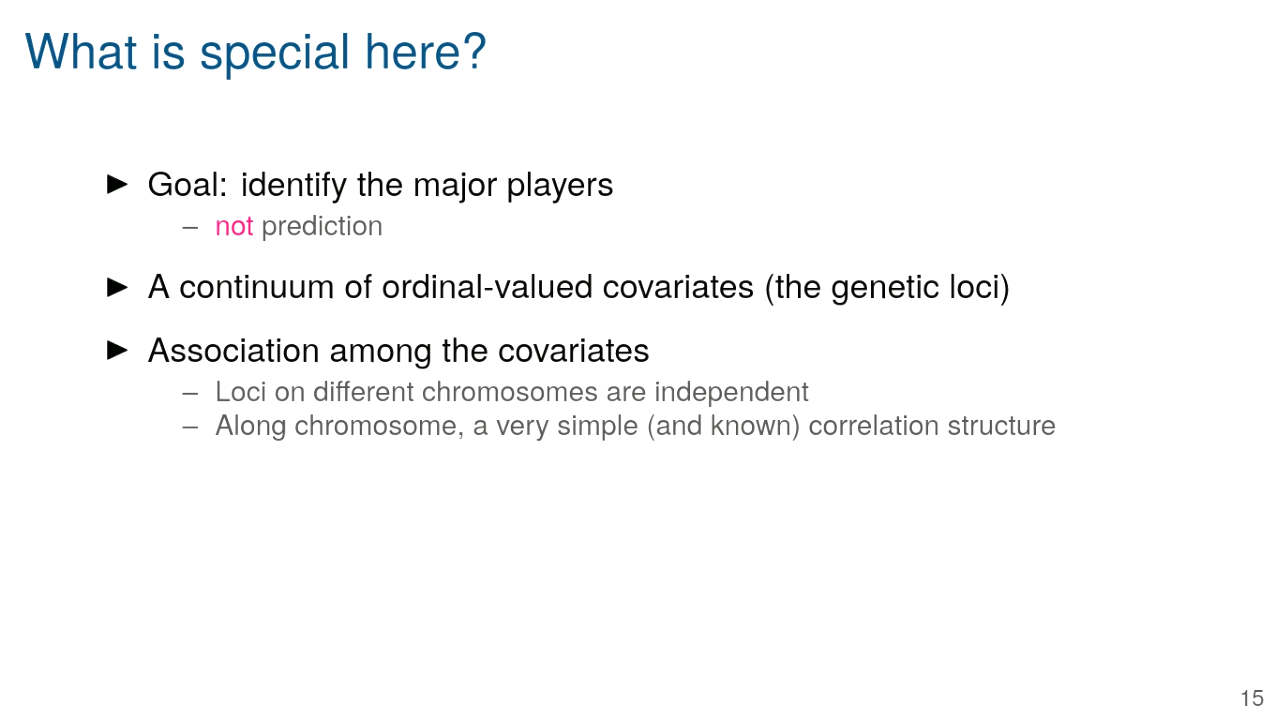 What is special here?
▶ Goal: identify the major players
– not prediction
▶ A continuum of ordinal-valued covariates (the genetic loci)
▶ Association among the covariates
– Loci on different chromosomes are independent
– Along chromosome, a very simple (and known) correlation structure
15